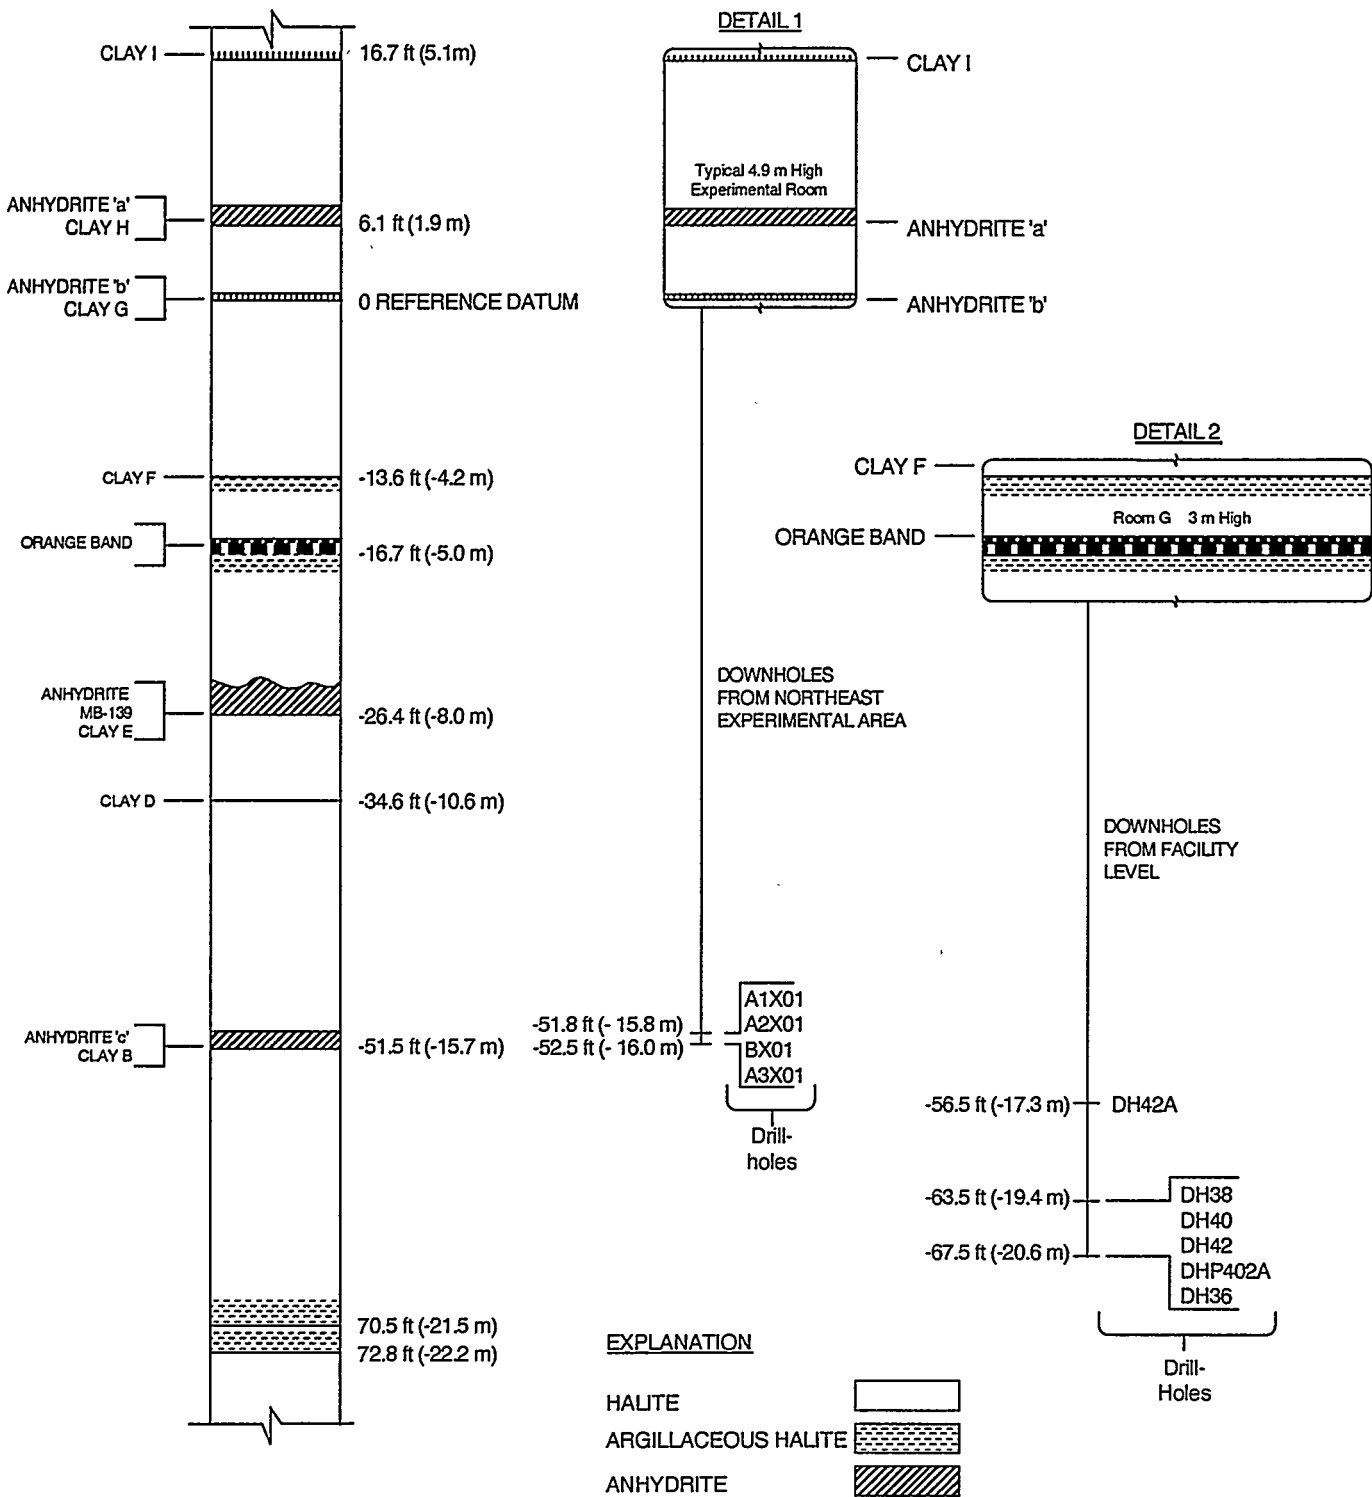 CLAY I
16.7 ft (5.1m)
ANHYDRITE 'a'
CLAY H
6.1 ft (1.9 m)
ANHYDRITE 'b'
CLAY G
0 REFERENCE DATUM
CLAY F
-13.6 ft (-4.2 m)
ORANGE BAND
-16.7 ft (-5.0 m)
ANHYDRITE
MB-139
CLAY E
-26.4 ft (-8.0 m)
CLAY D
-34.6 ft (-10.6 m)
ANHYDRITE 'c'
CLAY B
-51.5 ft (-15.7 m)
70.5 ft (-21.5 m)
72.8 ft (-22.2 m)
DETAIL 1
CLAY I
Typical 4.9 m High
Experimental Room
ANHYDRITE 'a'
ANHYDRITE 'b'
DOWNHOLES
FROM NORTHEAST
EXPERIMENTAL AREA
-51.8 ft (- 15.8 m)
-52.5 ft (- 16.0 m)
A1X01
A2X01
BX01
A3X01
Drill-
holes
DETAIL 2
CLAY F
Room G 3 m High
ORANGE BAND
DOWNHOLES
FROM FACILITY
LEVEL
-56.5 ft (-17.3 m)
DH42A
-63.5 ft (-19.4 m)
-67.5 ft (-20.6 m)
DH38
DH40
DH42
DHP402A
DH36
Drill-
Holes
EXPLANATION
HALITE
ARGILLACEOUS HALITE
ANHYDRITE